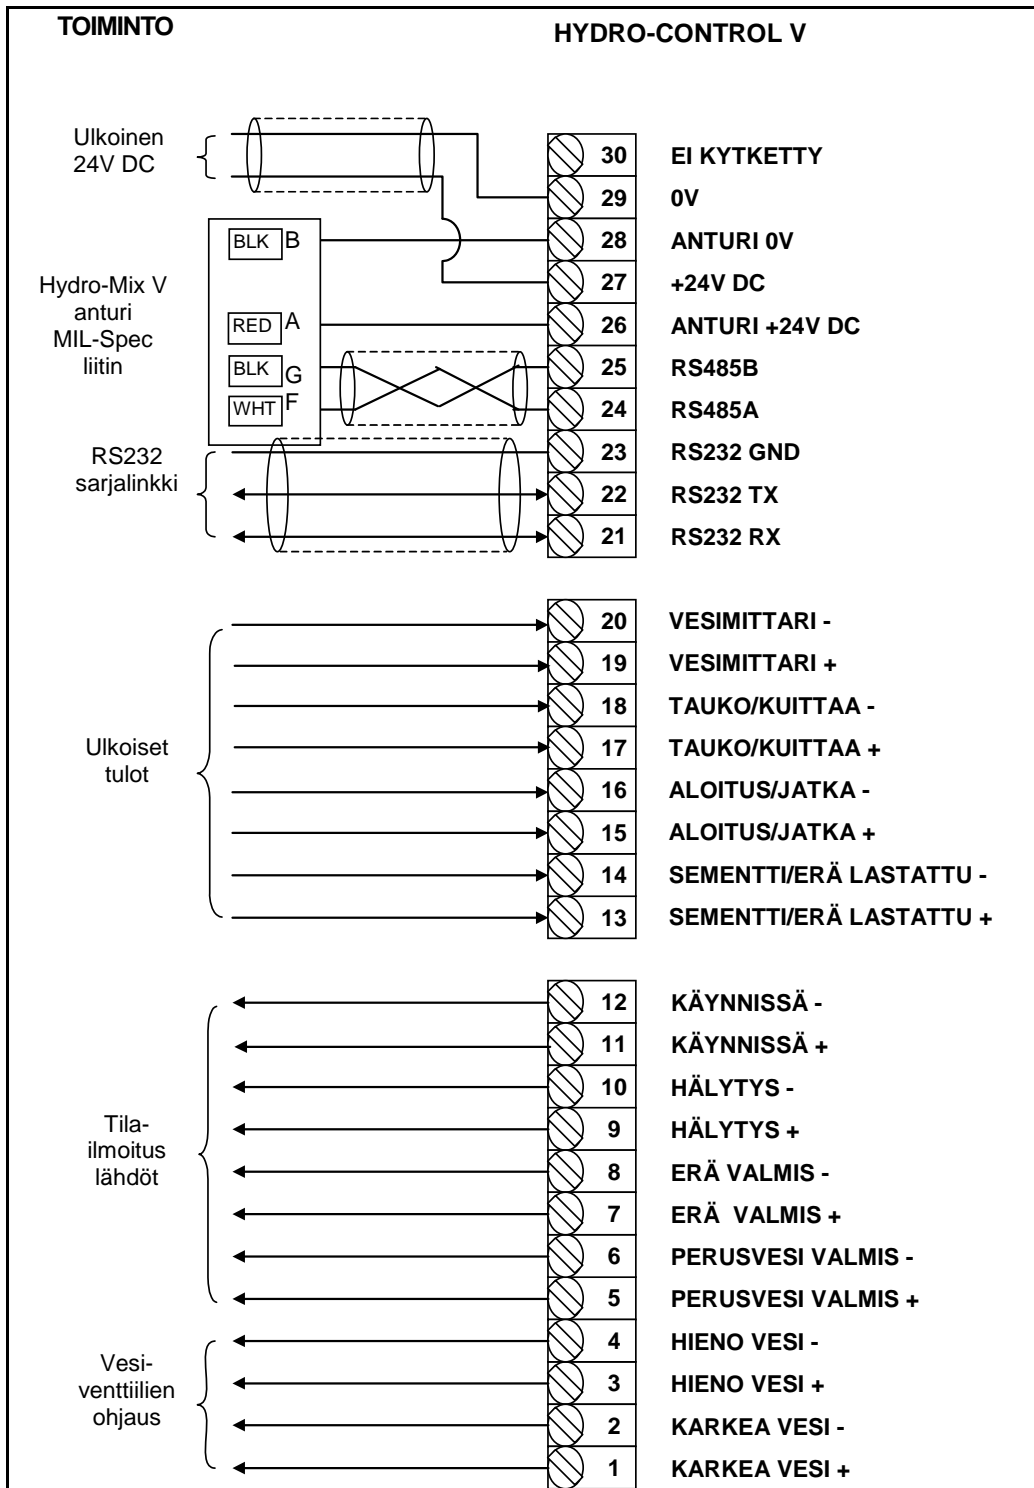 TOIMINTO
HYDRO-CONTROL V
Ulkoinen
24V DC
30 EI KYTKETTY
29 0V
BLK B
28 ANTURI 0V
27 +24V DC
Hydro-Mix V
anturi
MIL-Spec
liitin
RED A
26 ANTURI +24V DC
BLK G
25 RS485B
WHT F
24 RS485A
RS232
sarjalinkki
23 RS232 GND
22 RS232 TX
21 RS232 RX
20 VESIMITTARI -
19 VESIMITTARI +
18 TAUKO/KUITTAA -
Ulkoiset
tulot
17 TAUKO/KUITTAA +
16 ALOITUS/JATKA -
15 ALOITUS/JATKA +
14 SEMENTTI/ERÄ LASTATTU -
13 SEMENTTI/ERÄ LASTATTU +
12 KÄYNNISSÄ -
11 KÄYNNISSÄ +
10 HÄLYTYS -
Tila-
ilmoitus
lähdöt
9 HÄLYTYS +
8 ERÄ VALMIS -
7 ERÄ VALMIS +
6 PERUSVESI VALMIS -
5 PERUSVESI VALMIS +
4 HIENO VESI -
Vesi-
venttiilien
ohjaus
3 HIENO VESI +
2 KARKEA VESI -
1 KARKEA VESI +